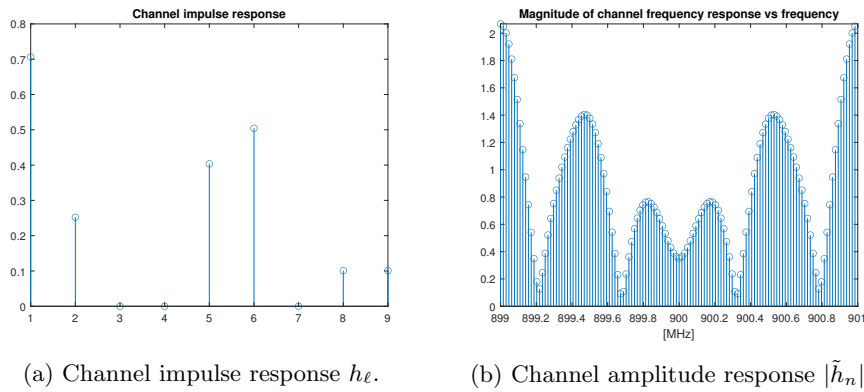 Channel impulse response
0.8
0.7
0.6
0.5
0.4
0.3
0.2
0.1
0
1 2 3 4 5 6 7 8 9
Magnitude of channel frequency response vs frequency
2
1.8
1.6
1.4
1.2
1
0.8
0.6
0.4
0.2
0
899 899.2 899.4 899.6 899.8 900 900.2 900.4 900.6 900.8 901
[MHz]
(a) Channel impulse response hℓ.
(b) Channel amplitude response |h̃n|